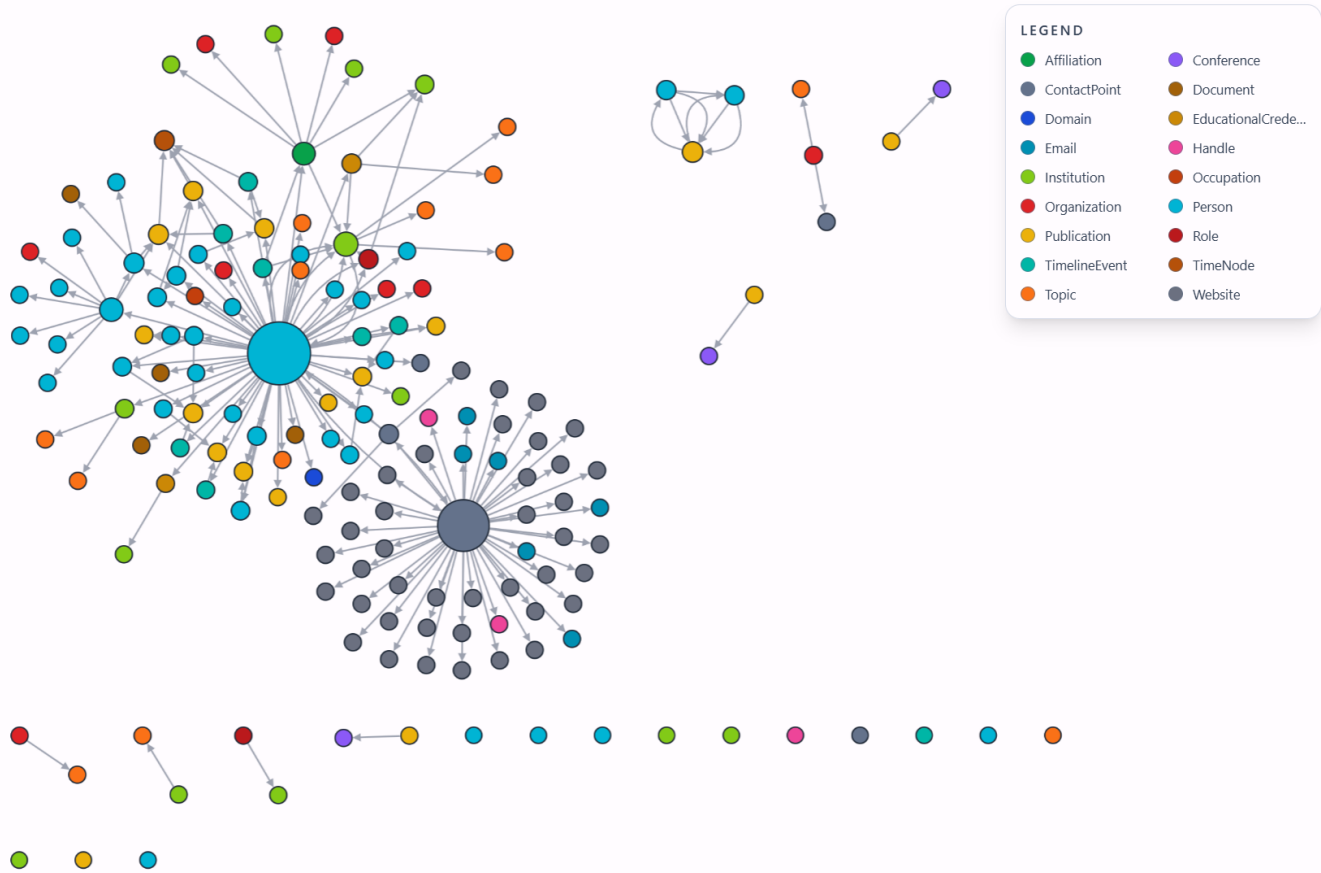 LEGEND
Affiliation
Conference
ContactPoint
Document
Domain
EducationalCrede...
Email
Handle
Institution
Occupation
Organization
Person
Publication
Role
TimelineEvent
TimeNode
Topic
Website